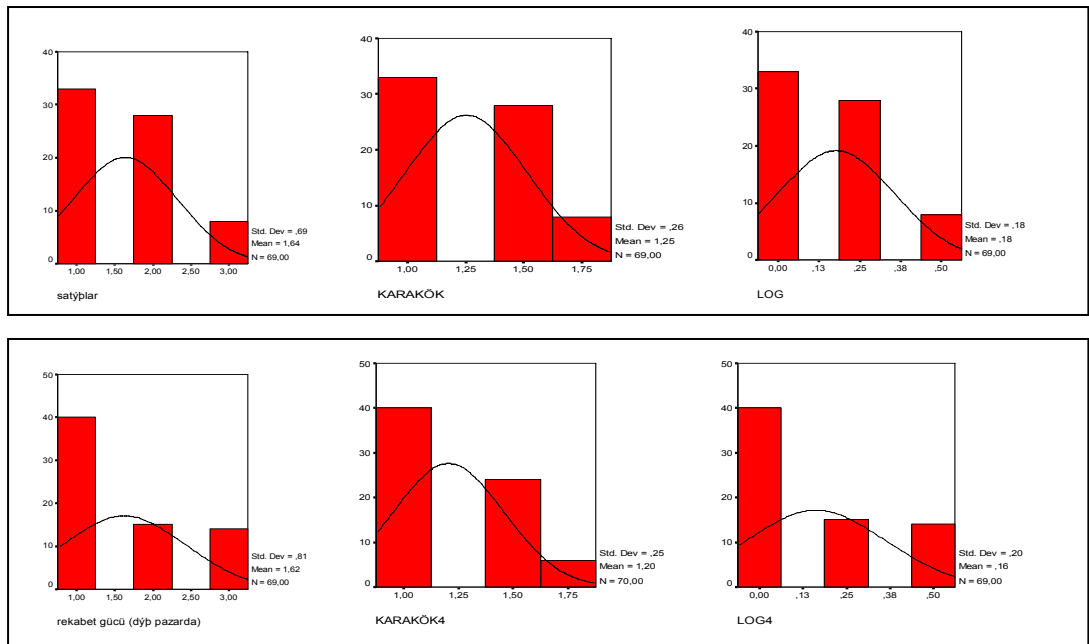 40
30
20
10
0
1,00 1,50 2,00 2,50 3,00
satýþlar
Std. Dev = ,69
Mean = 1,64
N = 69,00
40
30
20
10
0
1,00 1,25 1,50 1,75
KARAKÖK
Std. Dev = ,26
Mean = 1,25
N = 69,00
40
30
20
10
0
0,00 ,13 ,25 ,38 ,50
LOG
Std. Dev = ,18
Mean = ,18
N = 69,00
50
40
30
20
10
0
1,00 1,50 2,00 2,50 3,00
rekabet gücü (dýþ pazarda)
Std. Dev = ,81
Mean = 1,62
N = 69,00
50
40
30
20
10
0
1,00 1,25 1,50 1,75
KARAKÖK4
Std. Dev = ,25
Mean = 1,20
N = 70,00
50
40
30
20
10
0
0,00 ,13 ,25 ,38 ,50
LOG4
Std. Dev = ,20
Mean = ,16
N = 69,00